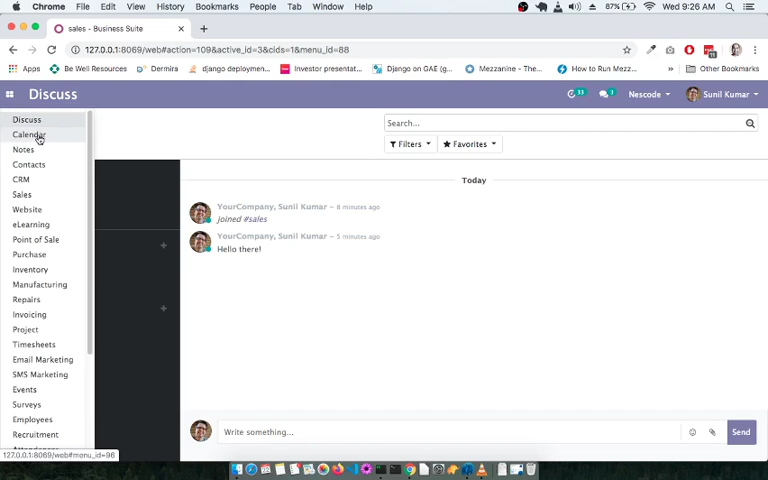 Chrome File Edit View History Bookmarks People Tab Window Help 87% Wed 9:26 AM
sales - Business Suite
127.0.0.1:8069/web#action=109&active_id=3&cids=1&menu_id=88
Apps Be Well Resources Dermira django deploymen... Investor presentat... Django on GAE (g... Mezzanine - The... How to Run Mezz... » Other Bookmarks
Discuss 33 1 Nescode Sunil Kumar
Discuss
Calendar
Notes
Contacts
CRM
Sales
Website
eLearning
Point of Sale
Purchase
Inventory
Manufacturing
Repairs
Invoicing
Project
Timesheets
Email Marketing
SMS Marketing
Events
Surveys
Employees
Recruitment
127.0.0.1:8069/web#menu_id=96
Search...
Filters Favorites
Today
YourCompany, Sunil Kumar - 8 minutes ago
joined #sales
YourCompany, Sunil Kumar - 5 minutes ago
Hello there!
Write something...
Send